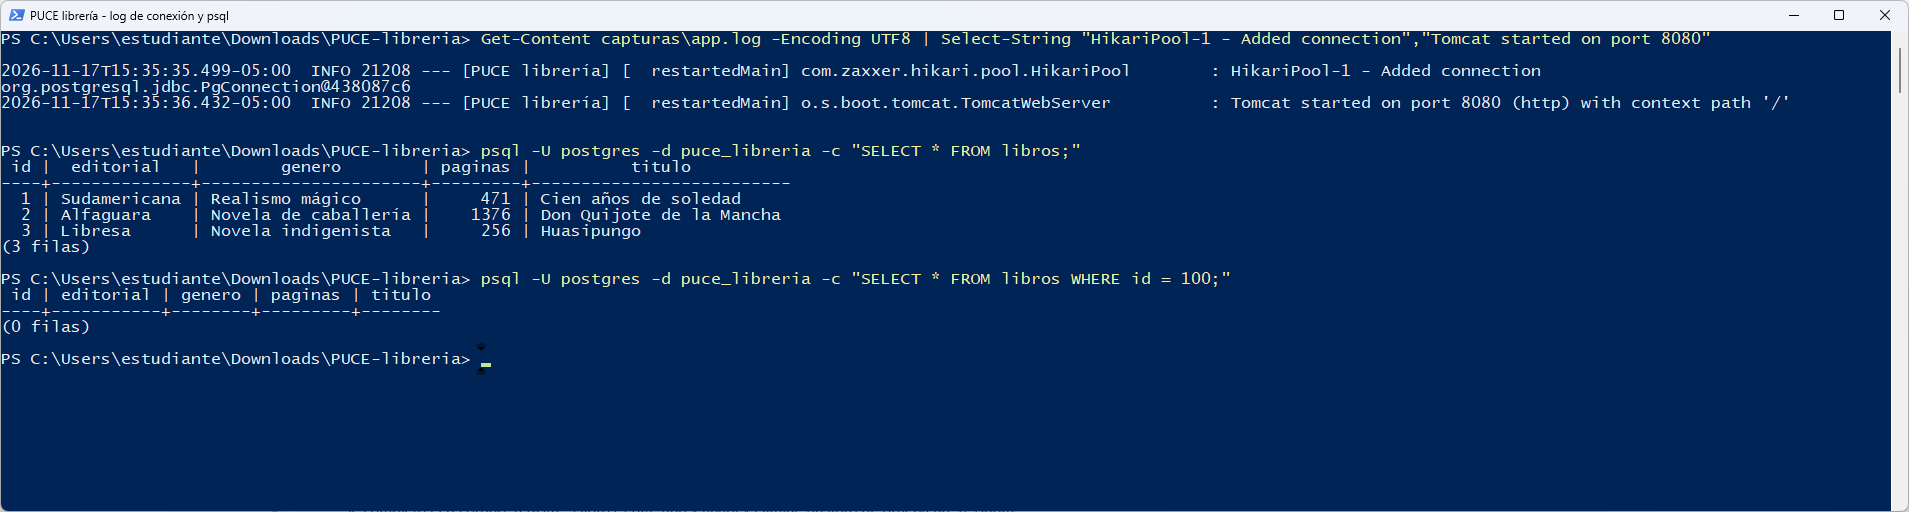 PUCE librería - log de conexión y psql
PS C:\Users\estudiante\Downloads\PUCE-libreria> Get-Content capturas\app.log -Encoding UTF8 | Select-String "HikariPool-1 - Added connection","Tomcat started on port 8080"
2026-11-17T15:35:35.499-05:00  INFO 21208 --- [PUCE librería] [  restartedMain] com.zaxxer.hikari.pool.HikariPool        : HikariPool-1 - Added connection
org.postgresql.jdbc.PgConnection@438087c6
2026-11-17T15:35:36.432-05:00  INFO 21208 --- [PUCE librería] [  restartedMain] o.s.boot.tomcat.TomcatWebServer          : Tomcat started on port 8080 (http) with context path '/'
PS C:\Users\estudiante\Downloads\PUCE-libreria> psql -U postgres -d puce_libreria -c "SELECT * FROM libros;"
 id |  editorial   |        genero        | paginas |          titulo
----+--------------+----------------------+---------+--------------------------
  1 | Sudamericana | Realismo mágico      |     471 | Cien años de soledad
  2 | Alfaguara    | Novela de caballería |    1376 | Don Quijote de la Mancha
  3 | Libresa      | Novela indigenista   |     256 | Huasipungo
(3 filas)
PS C:\Users\estudiante\Downloads\PUCE-libreria> psql -U postgres -d puce_libreria -c "SELECT * FROM libros WHERE id = 100;"
 id | editorial | genero | paginas | titulo
----+-----------+--------+---------+--------
(0 filas)
PS C:\Users\estudiante\Downloads\PUCE-libreria>